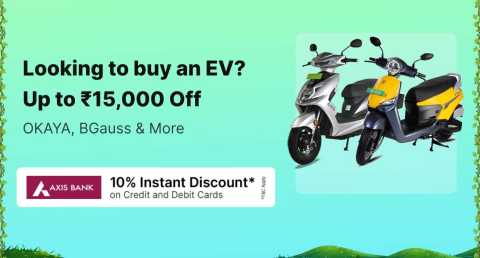 Looking to buy an EV?
Up to ₹15,000 Off
OKAYA, BGauss & More
AXIS BANK
10% Instant Discount*
on Credit and Debit Cards